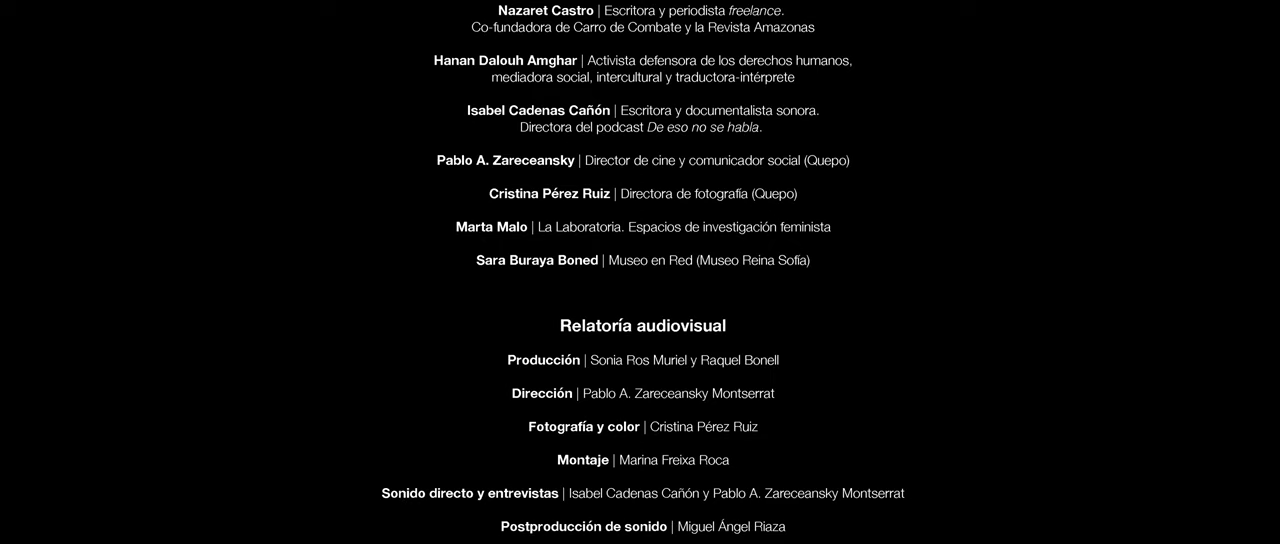 Nazaret Castro | Escritora y periodista freelance.
Co-fundadora de Carro de Combate y la Revista Amazonas
Hanan Dalouh Amghar | Activista defensora de los derechos humanos,
mediadora social, intercultural y traductora-intérprete
Isabel Cadenas Cañón | Escritora y documentalista sonora.
Directora del podcast De eso no se habla.
Pablo A. Zareceansky | Director de cine y comunicador social (Quepo)
Cristina Pérez Ruiz | Directora de fotografía (Quepo)
Marta Malo | La Laboratoria. Espacios de investigación feminista
Sara Buraya Boned | Museo en Red (Museo Reina Sofía)
Relatoría audiovisual
Producción | Sonia Ros Muriel y Raquel Bonell
Dirección | Pablo A. Zareceansky Montserrat
Fotografía y color | Cristina Pérez Ruiz
Montaje | Marina Freixa Roca
Sonido directo y entrevistas | Isabel Cadenas Cañón y Pablo A. Zareceansky Montserrat
Postproducción de sonido | Miguel Ángel Riaza